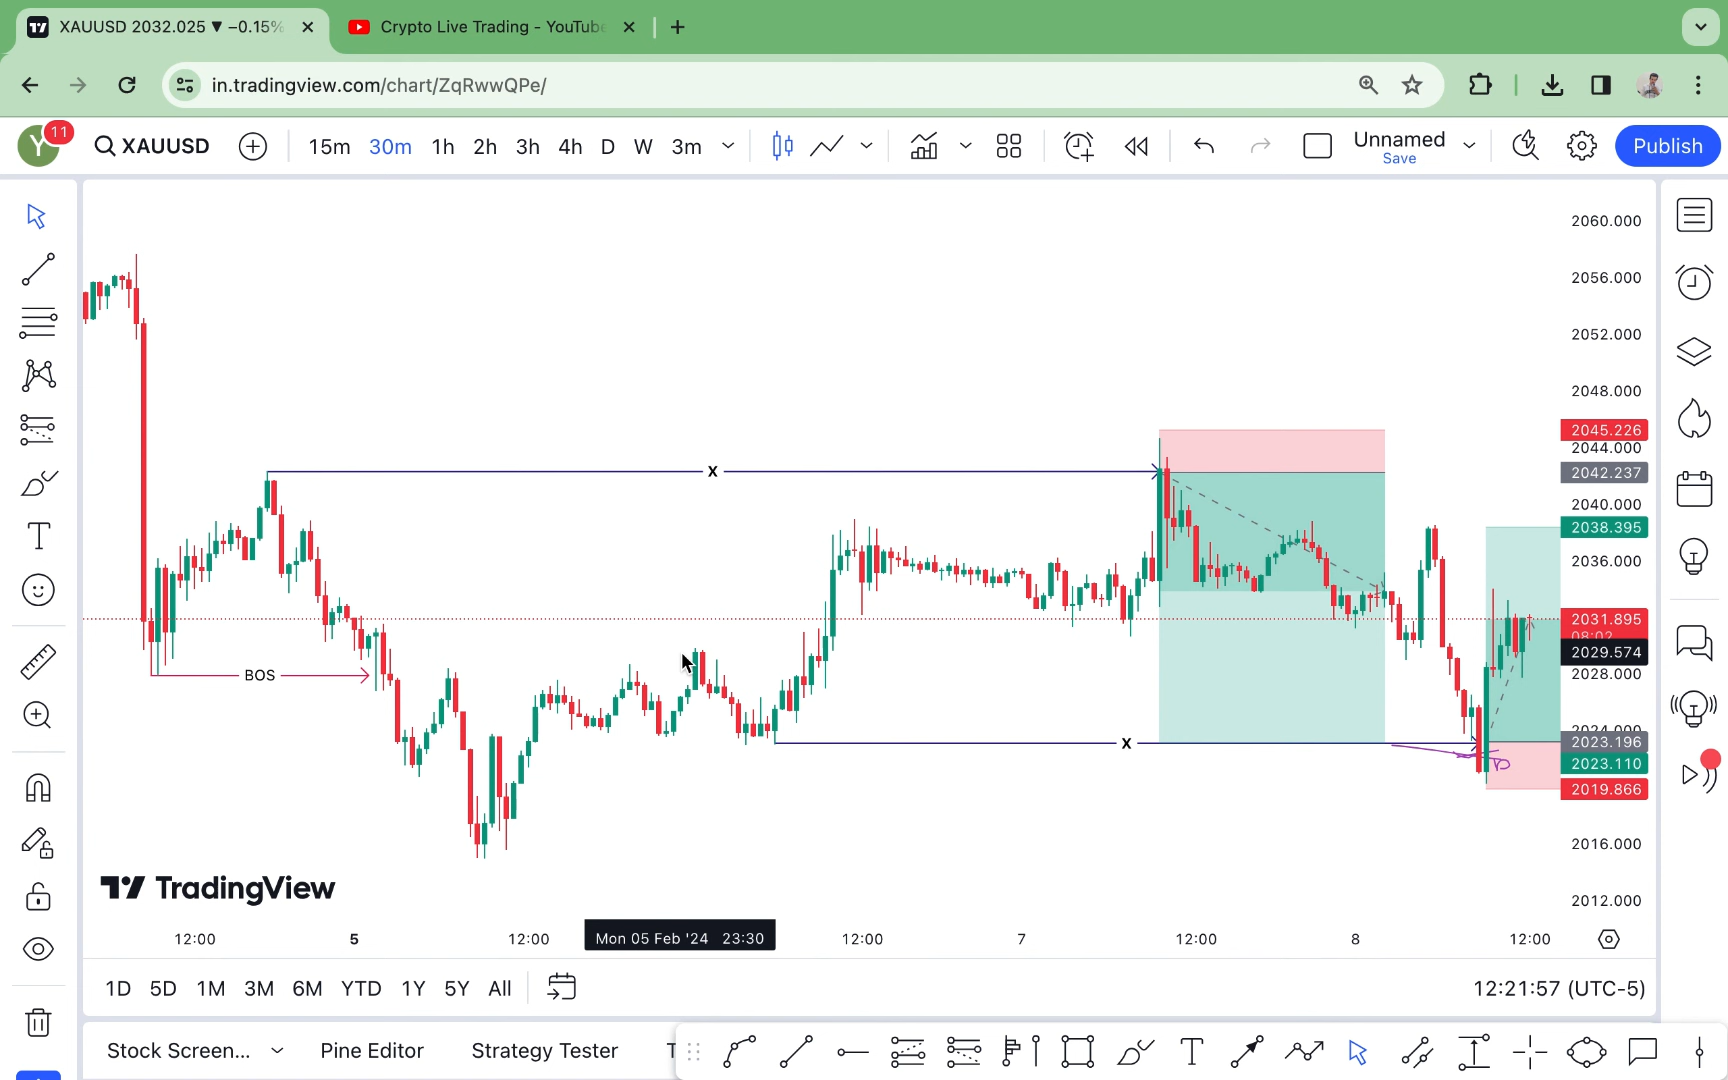 XAUUSD 2032.025 ▼ −0.15%
Crypto Live Trading - YouTube
in.tradingview.com/chart/ZqRwwQPe/
Y 11 XAUUSD 15m 30m 1h 2h 3h 4h D W 3m Unnamed Publish
Save
2060.000
2056.000
2052.000
2048.000
2045.226
2044.000
X 2042.237
2040.000
2038.395
2036.000
2031.895
08:02
2029.574
BOS 2028.000
2024.000
X 2023.196
2023.110
2019.866
2016.000
TradingView
2012.000
12:00 5 12:00 Mon 05 Feb '24 23:30 12:00 7 12:00 8 12:00
1D 5D 1M 3M 6M YTD 1Y 5Y All 12:21:57 (UTC-5)
Stock Screen... Pine Editor Strategy Tester T